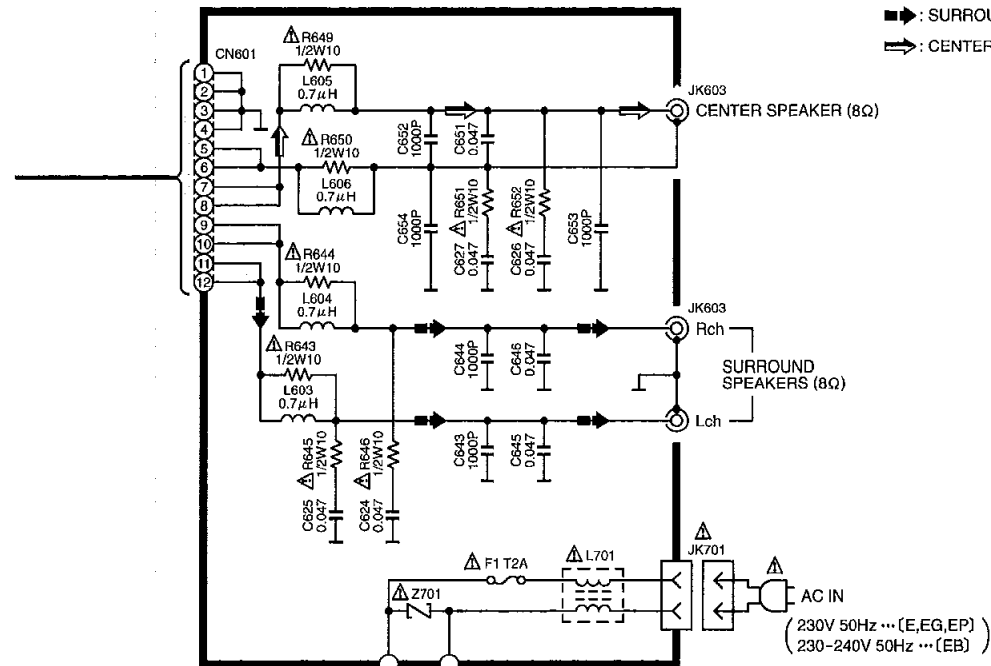 : SURROU
: CENTER
CN601
1
2
3
4
5
6
7
8
9
10
11
12
R649
1/2W10
L605
0.7μH
R650
1/2W10
L606
0.7μH
C652
1000P
C651
0.047
C654
1000P
R651
1/2W10
C627
0.047
R652
1/2W10
C626
0.047
C653
1000P
JK603
CENTER SPEAKER (8Ω)
R644
1/2W10
L604
0.7μH
R643
1/2W10
L603
0.7μH
C644
1000P
C646
0.047
JK603
Rch
SURROUND
SPEAKERS (8Ω)
Lch
R645
1/2W10
C625
0.047
R646
1/2W10
C624
0.047
C643
1000P
C645
0.047
F1 T2A
L701
JK701
Z701
AC IN
(230V 50Hz ···[E,EG,EP]
230-240V 50Hz ···[EB])